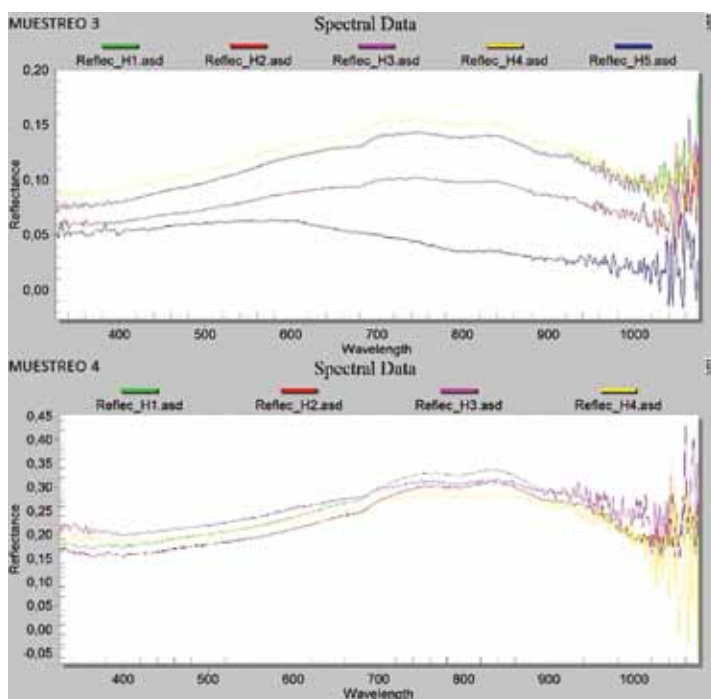 MUESTREO 3
Spectral Data
Reflec_H1.asd Reflec_H2.asd Reflec_H3.asd Reflec_H4.asd Reflec_H5.asd
0,20
0,15
0,10
0,05
0,00
Reflectance
400 500 600 700 800 900 1000
Wavelength
MUESTREO 4
Spectral Data
Reflec_H1.asd Reflec_H2.asd Reflec_H3.asd Reflec_H4.asd
0,45
0,40
0,35
0,30
0,25
0,20
0,15
0,10
0,05
0,00
-0,05
Reflectance
400 500 600 700 800 900 1000
Wavelength